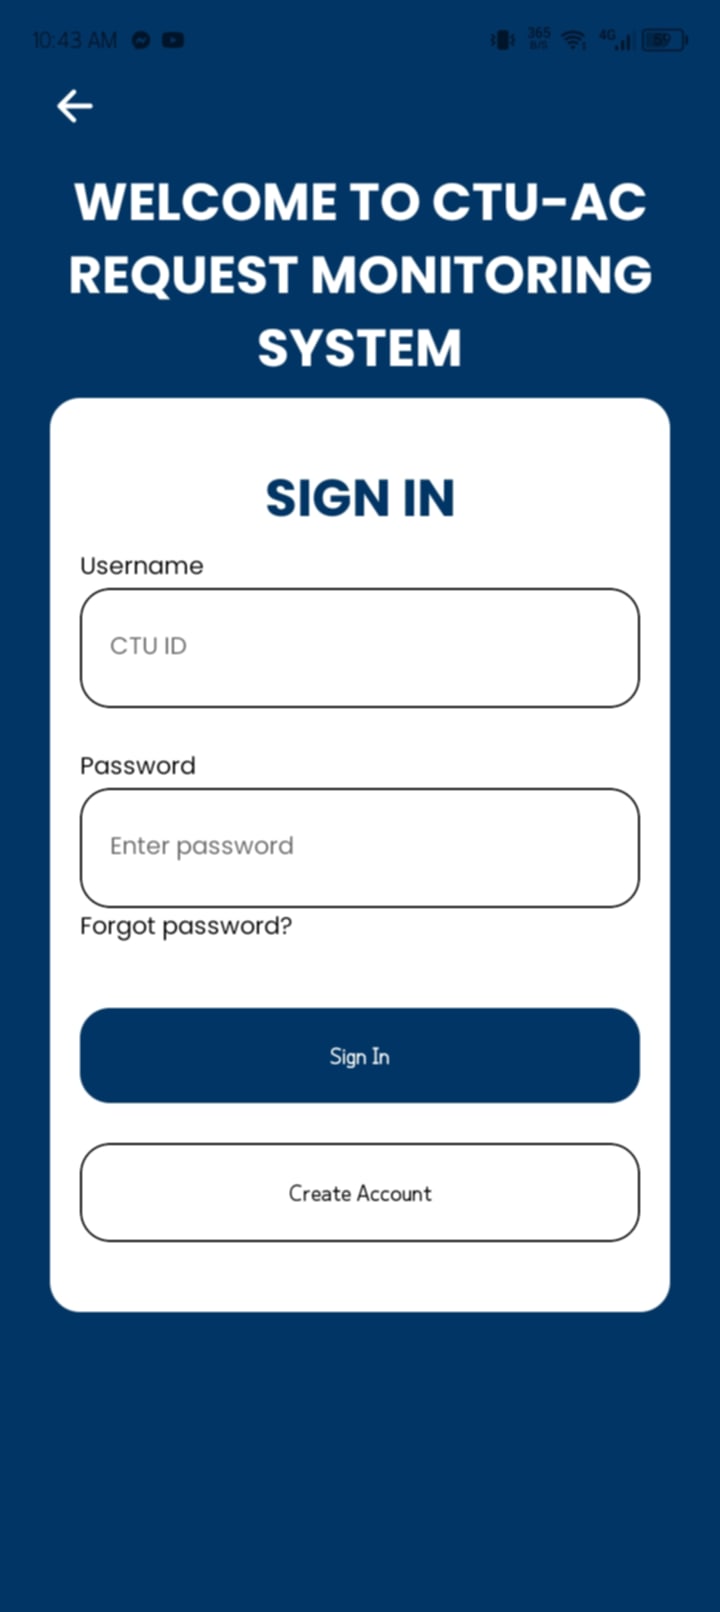 10:43 AM 365 B/S 4G 59
WELCOME TO CTU-AC
REQUEST MONITORING
SYSTEM
SIGN IN
Username
CTU ID
Password
Enter password
Forgot password?
Sign In
Create Account